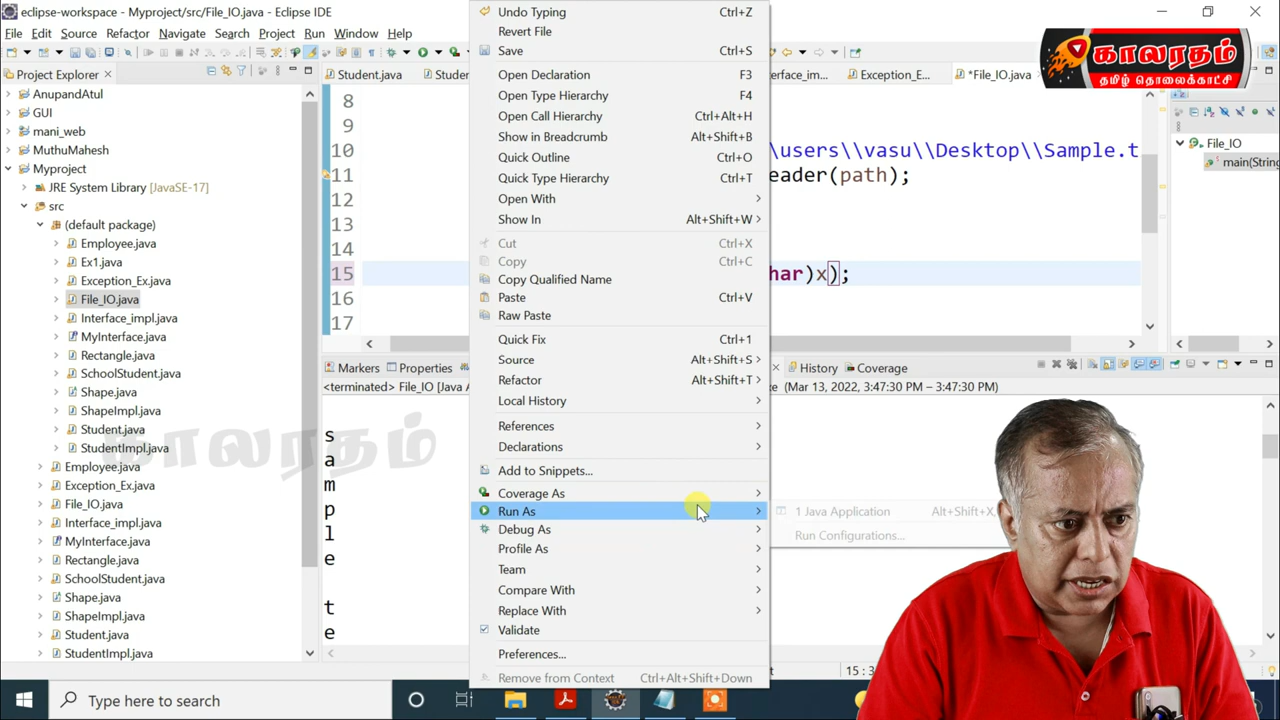 eclipse-workspace - Myproject/src/File_IO.java - Eclipse IDE
File Edit Source Refactor Navigate Search Project Run Window Help
Project Explorer
AnupandAtul
GUI
mani_web
MuthuMahesh
Myproject
JRE System Library [JavaSE-17]
src
(default package)
Employee.java
Ex1.java
Exception_Ex.java
File_IO.java
Interface_impl.java
MyInterface.java
Rectangle.java
SchoolStudent.java
Shape.java
ShapeImpl.java
Student.java
StudentImpl.java
Employee.java
Exception_Ex.java
File_IO.java
Interface_impl.java
MyInterface.java
Rectangle.java
SchoolStudent.java
Shape.java
ShapeImpl.java
Student.java
StudentImpl.java
Student.java
Exception_E...
*File_IO.java
8
9
10 \users\\vasu\\Desktop\\Sample.t
11 eader(path);
12
13
14
15 har)x);
16
17
Markers Properties
History Coverage
<terminated> File_IO [Java A
(Mar 13, 2022, 3:47:30 PM – 3:47:30 PM)
s
a
m
p
l
e
t
e
Undo Typing Ctrl+Z
Revert File
Save Ctrl+S
Open Declaration F3
Open Type Hierarchy F4
Open Call Hierarchy Ctrl+Alt+H
Show in Breadcrumb Alt+Shift+B
Quick Outline Ctrl+O
Quick Type Hierarchy Ctrl+T
Open With
Show In Alt+Shift+W
Cut Ctrl+X
Copy Ctrl+C
Copy Qualified Name
Paste Ctrl+V
Raw Paste
Quick Fix Ctrl+1
Source Alt+Shift+S
Refactor Alt+Shift+T
Local History
References
Declarations
Add to Snippets...
Coverage As
Run As
Debug As
Profile As
Team
Compare With
Replace With
Validate
Preferences...
Remove from Context Ctrl+Alt+Shift+Down
1 Java Application Alt+Shift+X,
Run Configurations...
File_IO
main(String
காலரதம்
தமிழ் தொலைக்காட்சி
காலரதம்
Type here to search